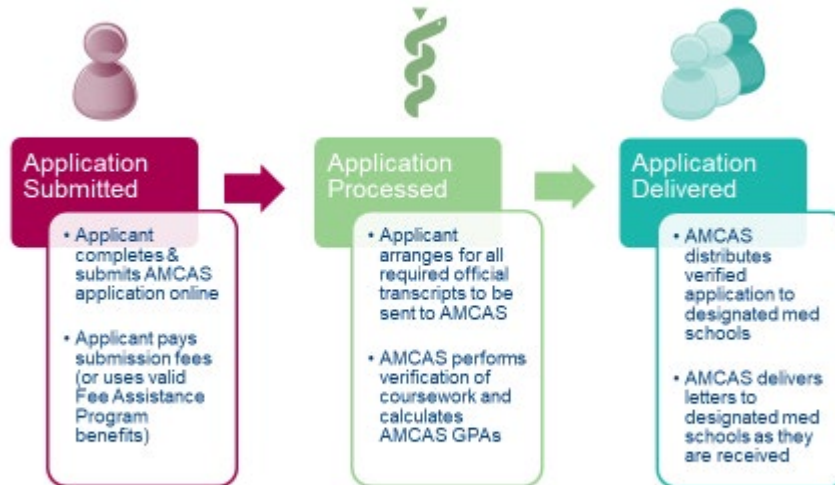 Application
Submitted
• Applicant
completes &
submits AMCAS
application online
• Applicant pays
submission fees
(or uses valid
Fee Assistance
Program
benefits)
Application
Processed
• Applicant
arranges for all
required official
transcripts to be
sent to AMCAS
• AMCAS performs
verification of
coursework and
calculates
AMCAS GPAs
Application
Delivered
• AMCAS
distributes
verified
application to
designated med
schools
• AMCAS delivers
letters to
designated med
schools as they
are received